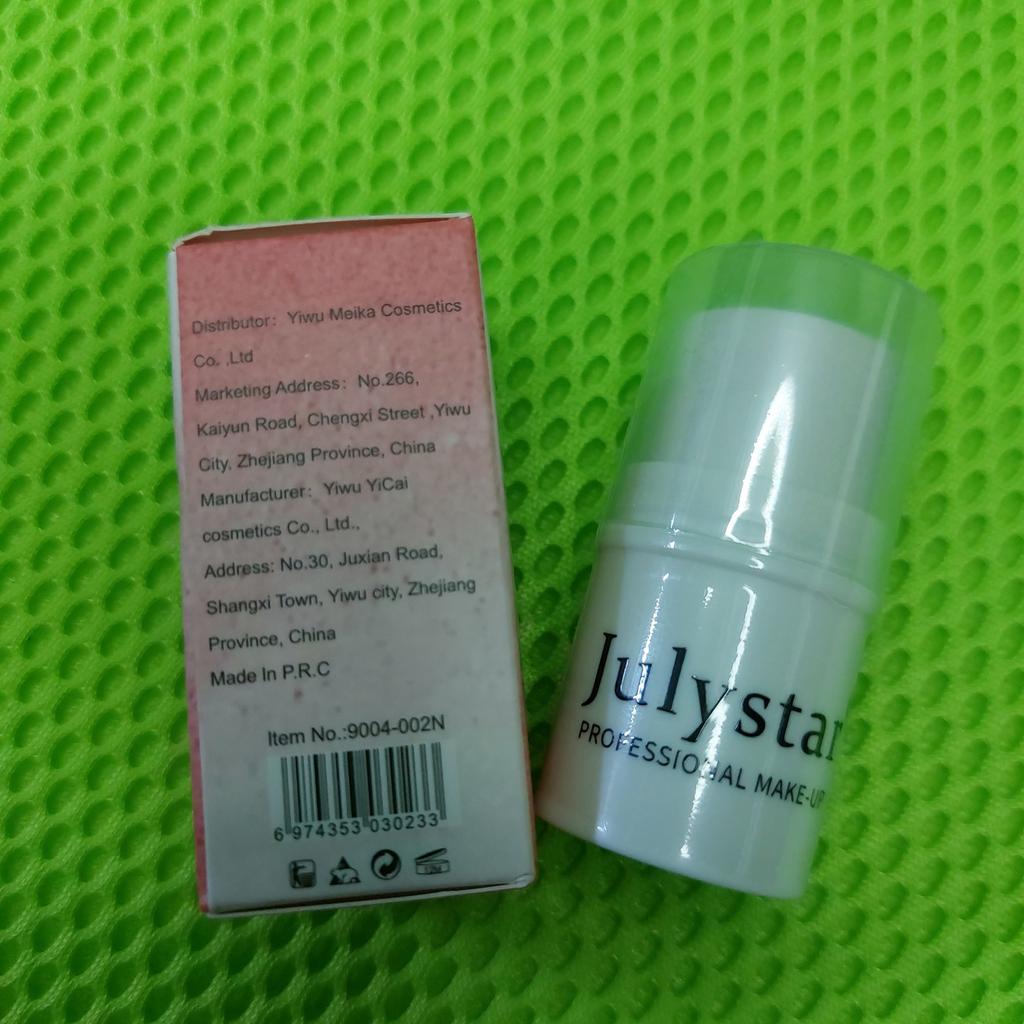 Distributor: Yiwu Meika Cosmetics
Co, .Ltd
Marketing Address: No.266,
Kaiyun Road, Chengxi Street ,Yiwu
City, Zhejiang Province, China
Manufacturer: Yiwu YiCai
cosmetics Co., Ltd.,
Address: No.30, Juxian Road,
Shangxi Town, Yiwu city, Zhejiang
Province, China
Made In P.R.C
Item No.:9004-002N
6 974353 030233
12M
Julystar
PROFESSIONAL MAKE-UP